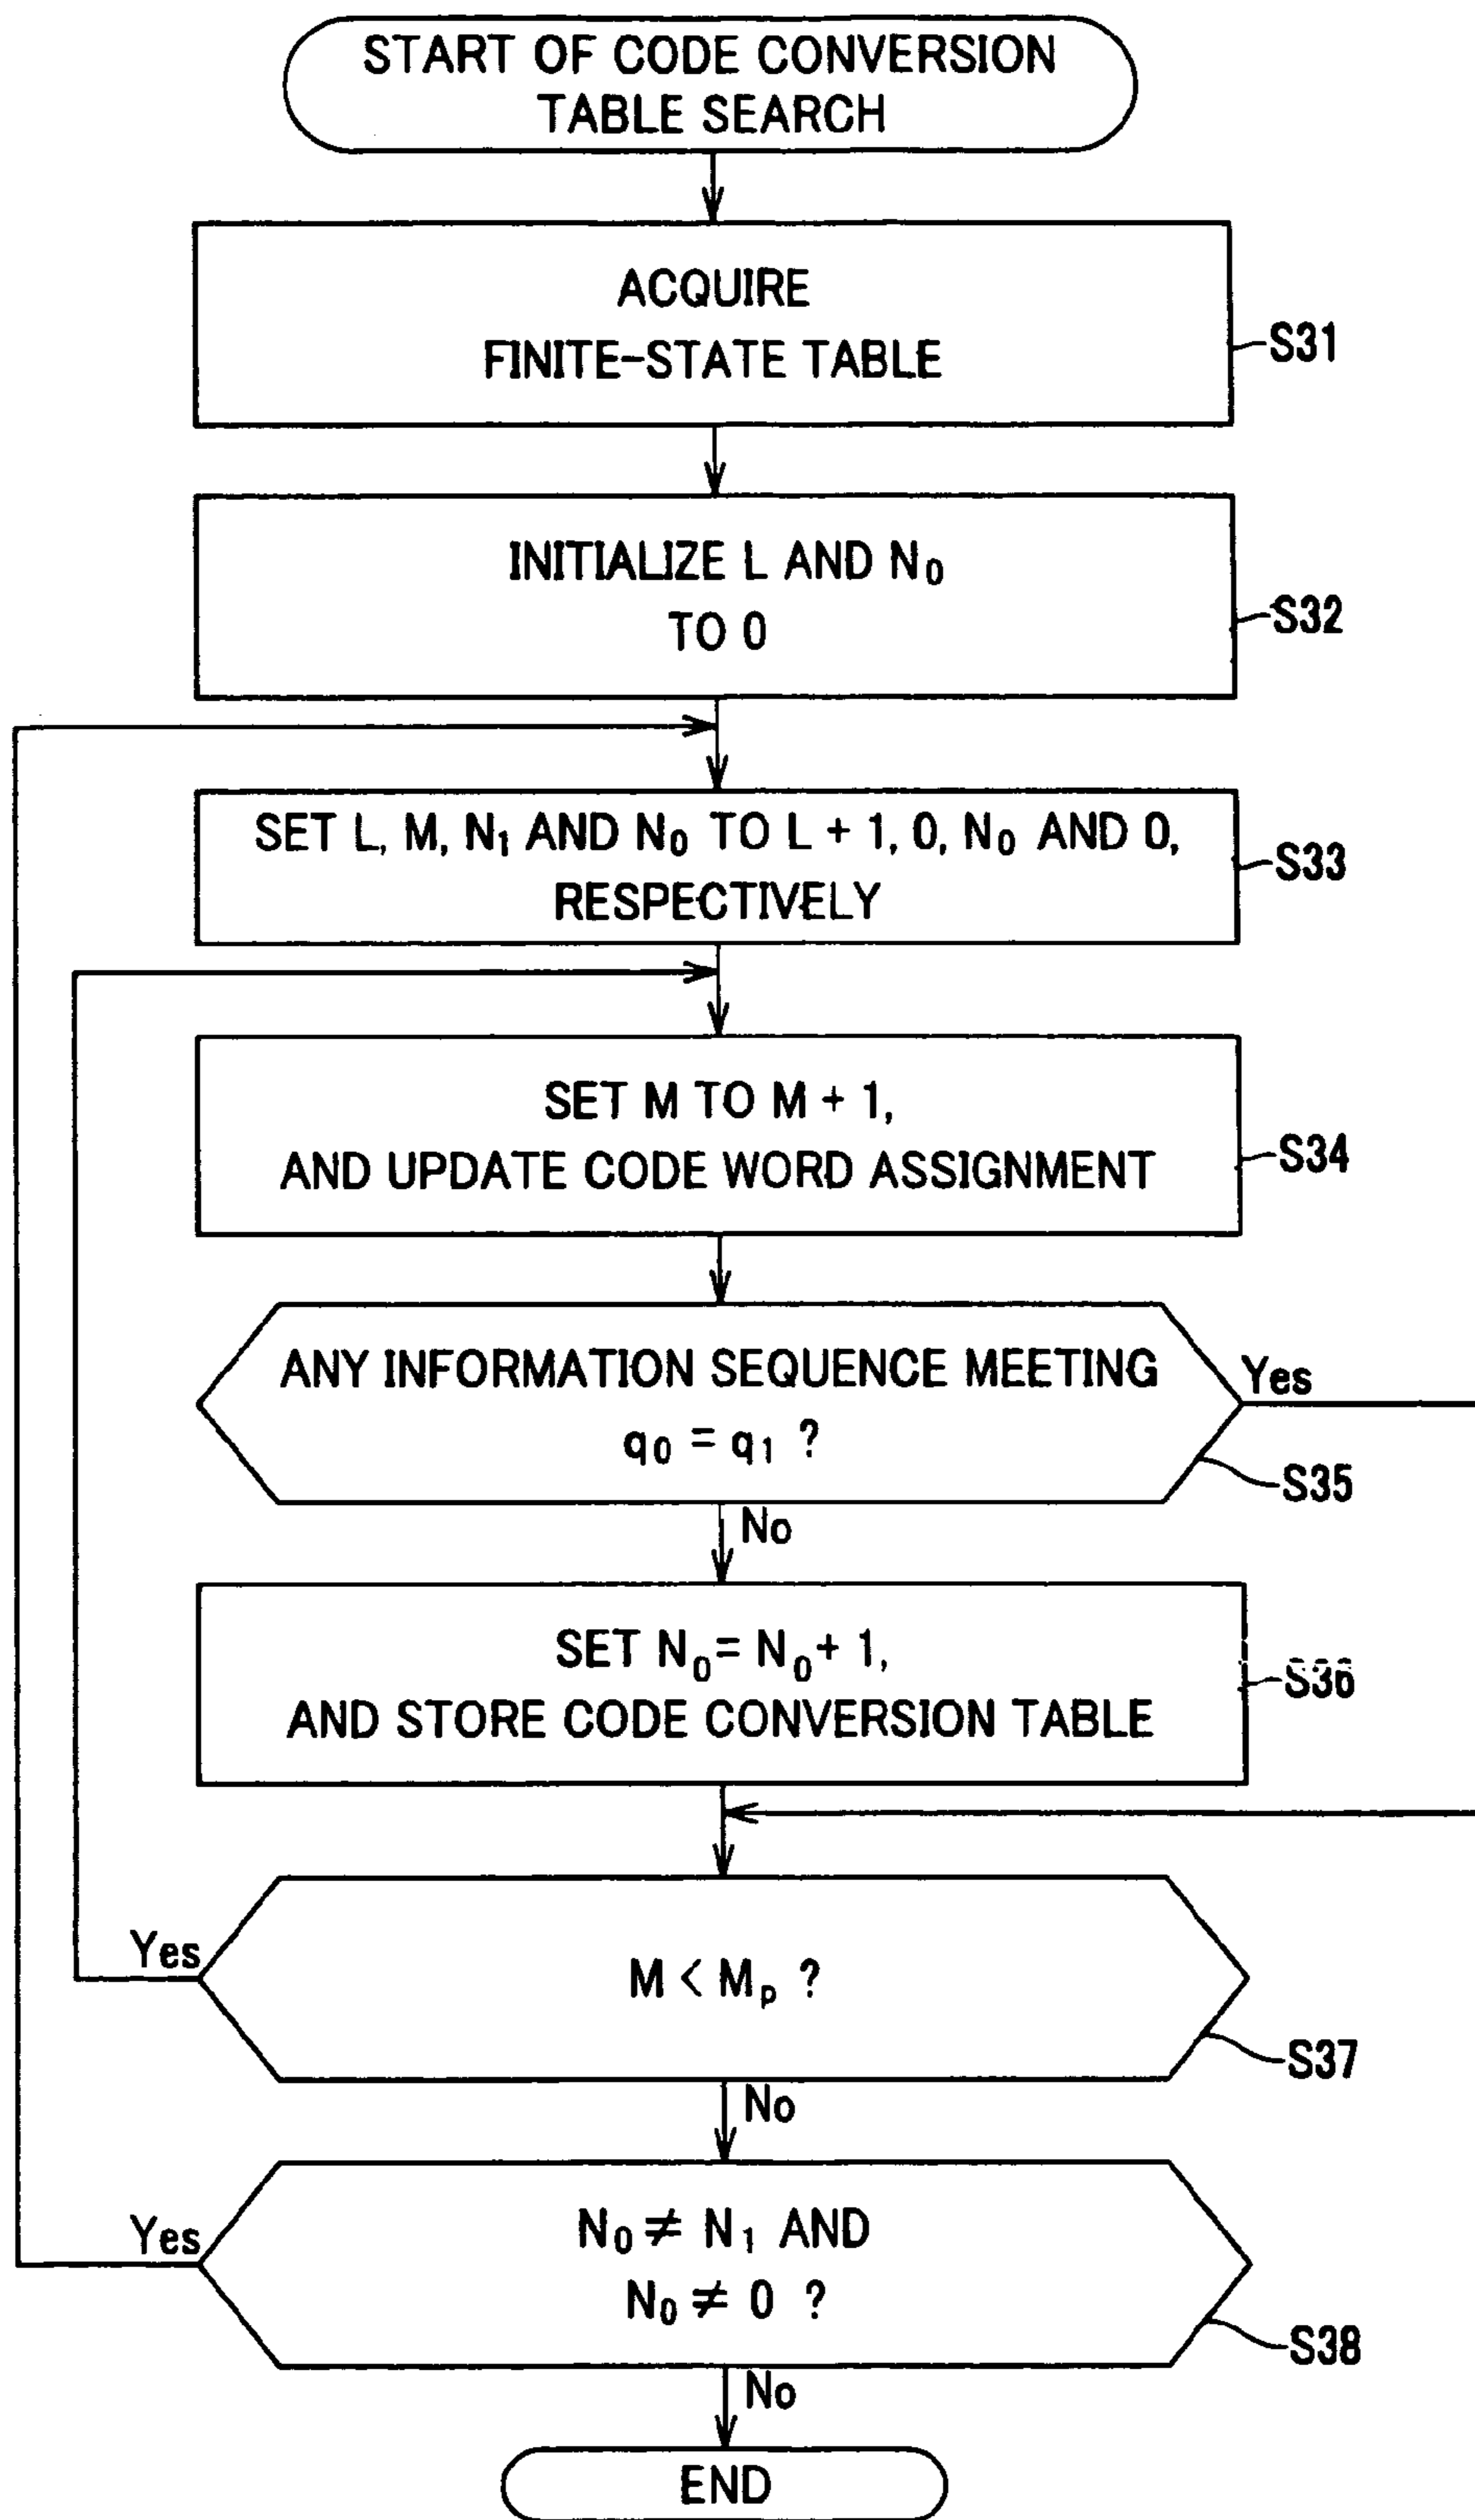 START OF CODE CONVERSION
TABLE SEARCH
ACQUIRE
FINITE-STATE TABLE
S31
INITIALIZE L AND N₀
TO 0
S32
SET L, M, N₁ AND N₀ TO L + 1, 0, N₀ AND 0,
RESPECTIVELY
S33
SET M TO M + 1,
AND UPDATE CODE WORD ASSIGNMENT
S34
ANY INFORMATION SEQUENCE MEETING
q₀ = q₁ ?
Yes
S35
No
SET N₀ = N₀ + 1,
AND STORE CODE CONVERSION TABLE
S36
Yes
M < Mₚ ?
S37
No
Yes
N₀ ≠ N₁ AND
N₀ ≠ 0 ?
S38
No
END